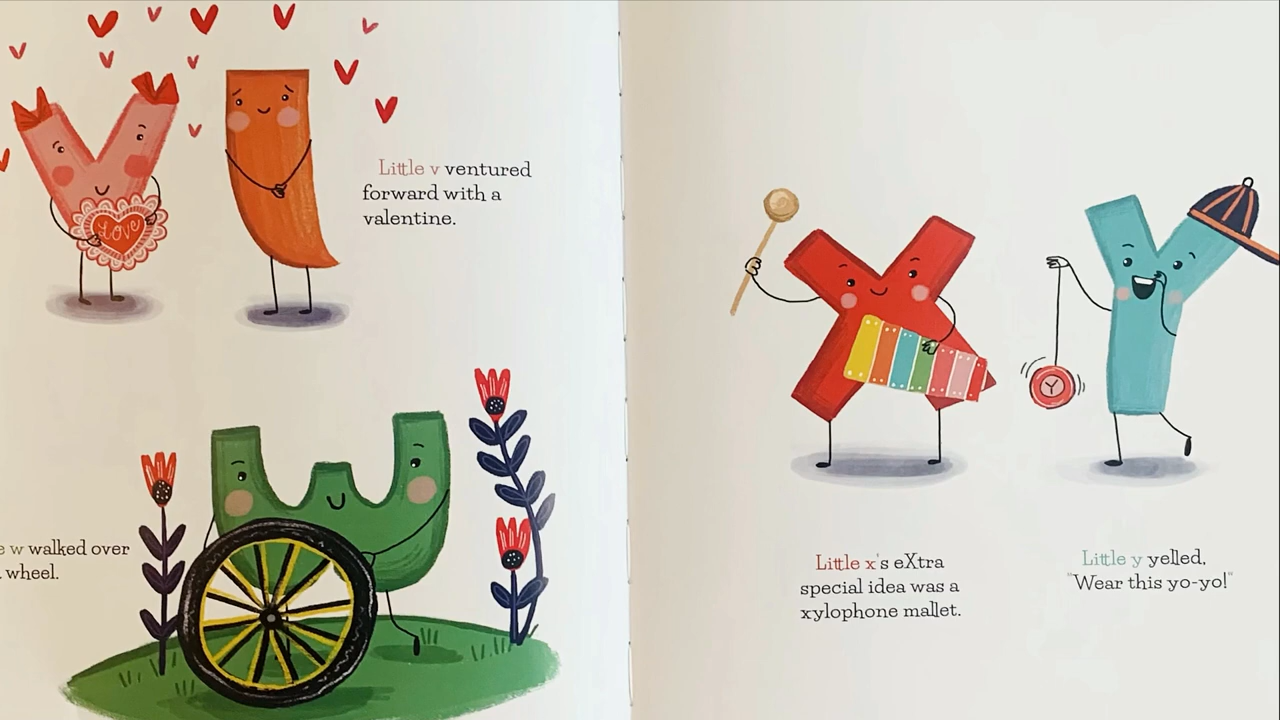 Love
Little v ventured
forward with a
valentine.
e w walked over
wheel.
Y
Little x's eXtra
special idea was a
xylophone mallet.
Little y yelled,
"Wear this yo-yo!"